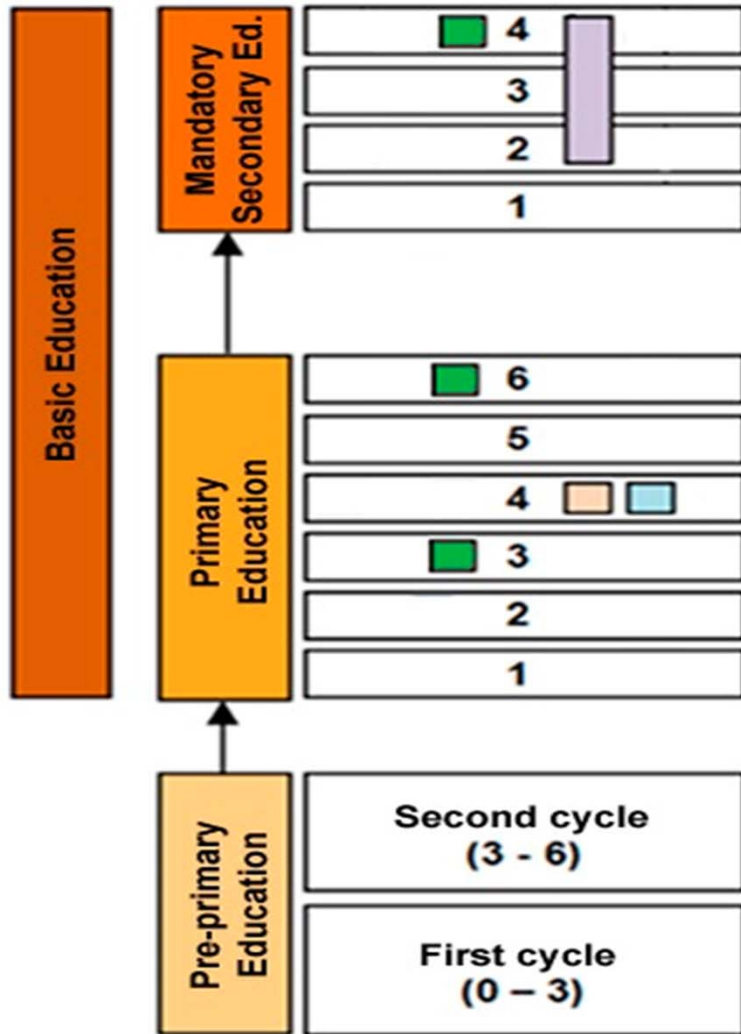 Basic Education
Mandatory
Secondary Ed.
4
3
2
1
Primary
Education
6
5
4
3
2
1
Pre-primary
Education
Second cycle
(3 - 6)
First cycle
(0 – 3)